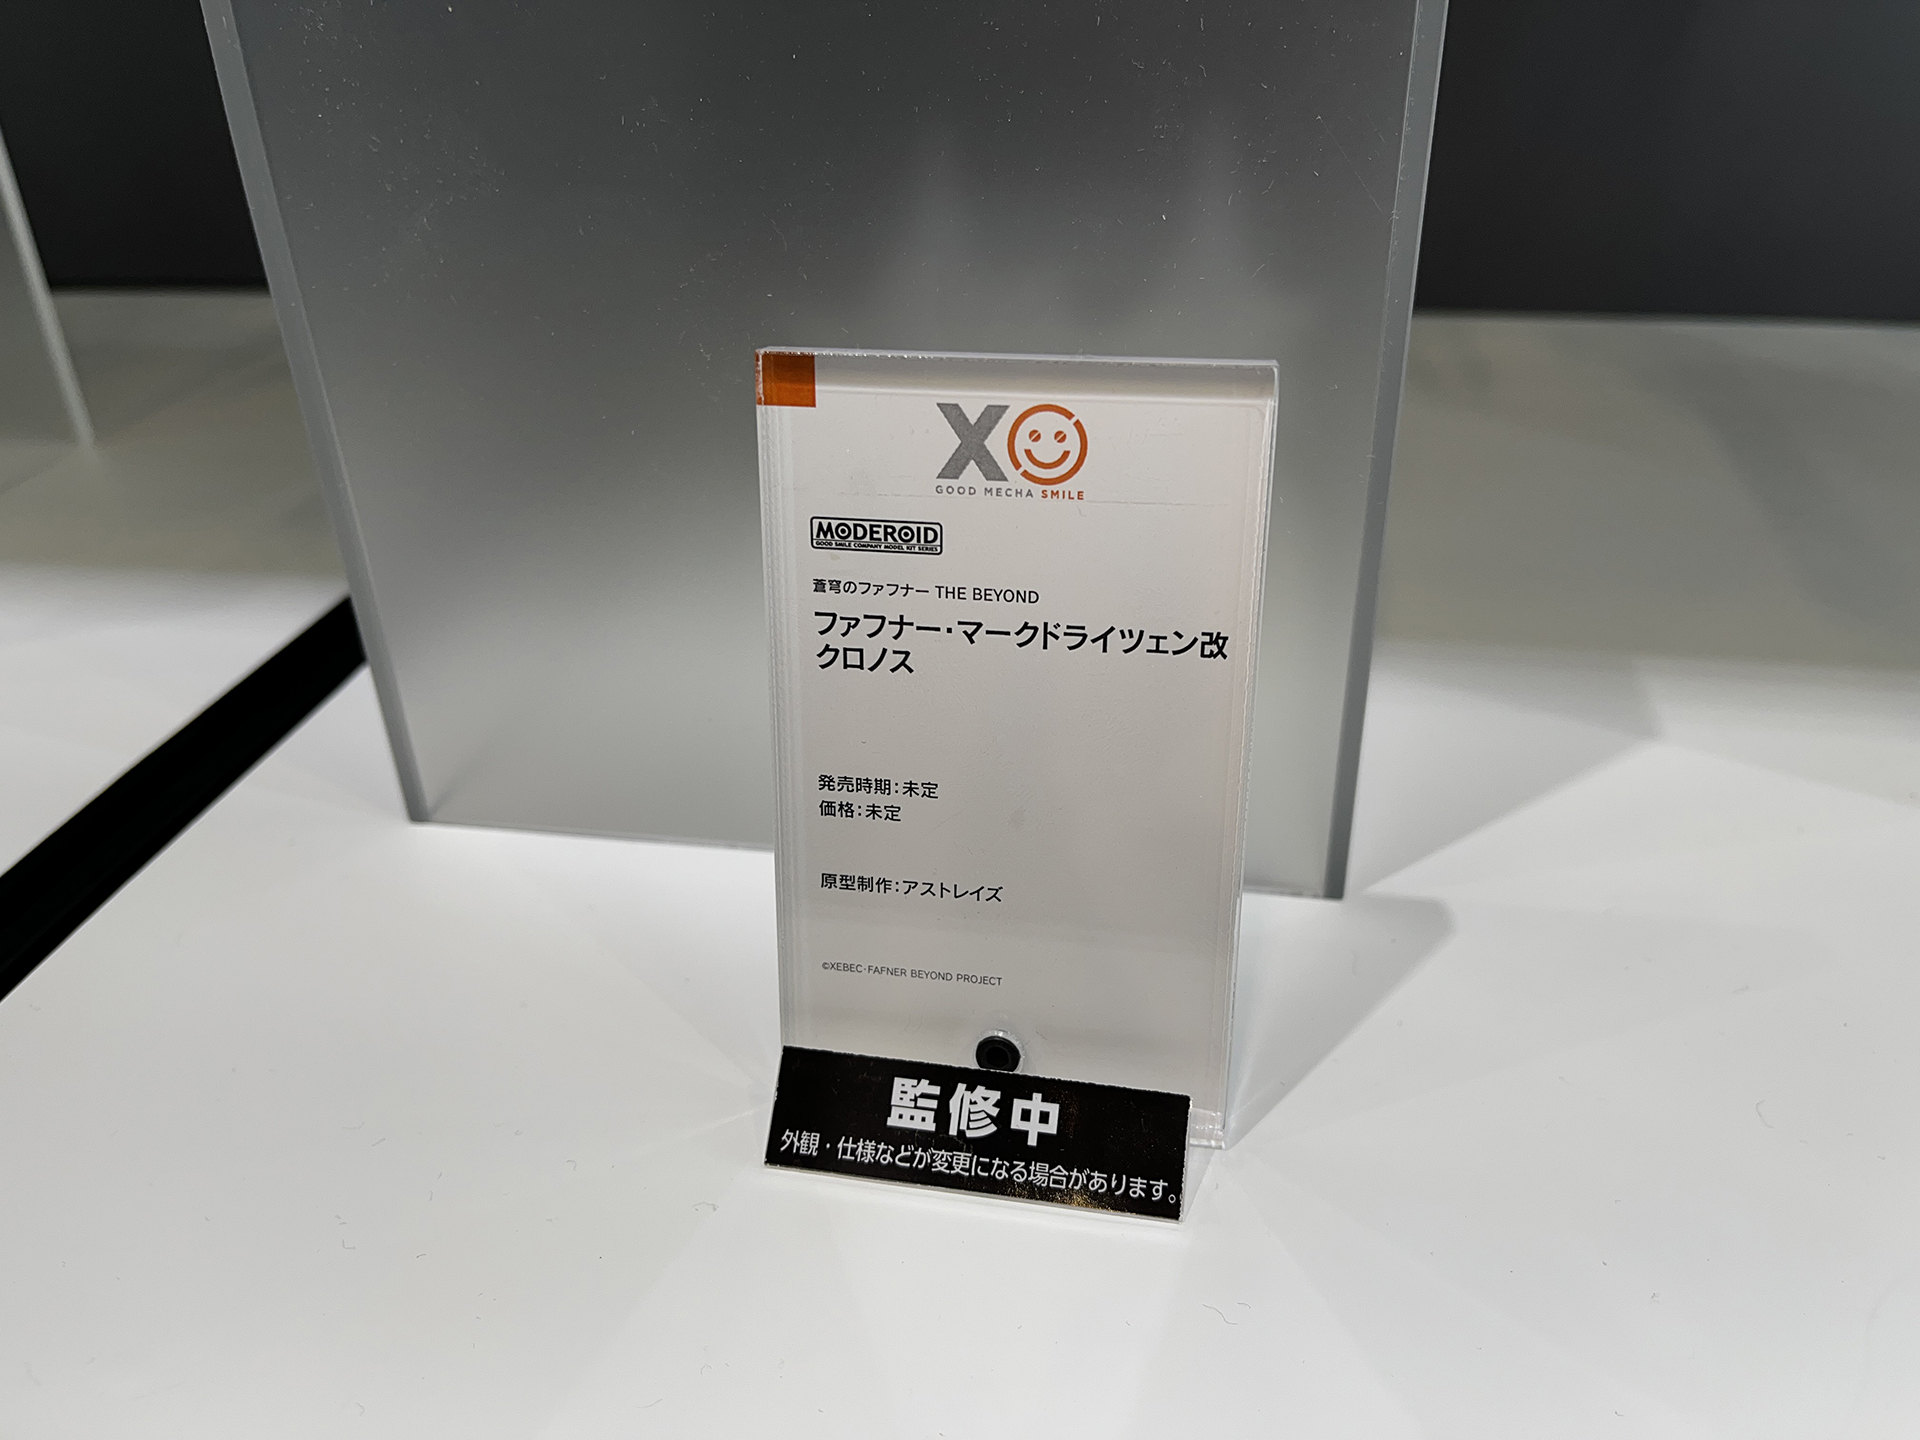 XO
GOOD MECHA SMILE
MODEROID
GOOD SMILE COMPANY MODEL KIT SERIES
蒼穹のファフナー THE BEYOND
ファフナー・マークドライツェン改
クロノス
発売時期：未定
価格：未定
原型制作：アストレイズ
©XEBEC・FAFNER BEYOND PROJECT
監修中
外観・仕様などが変更になる場合があります。